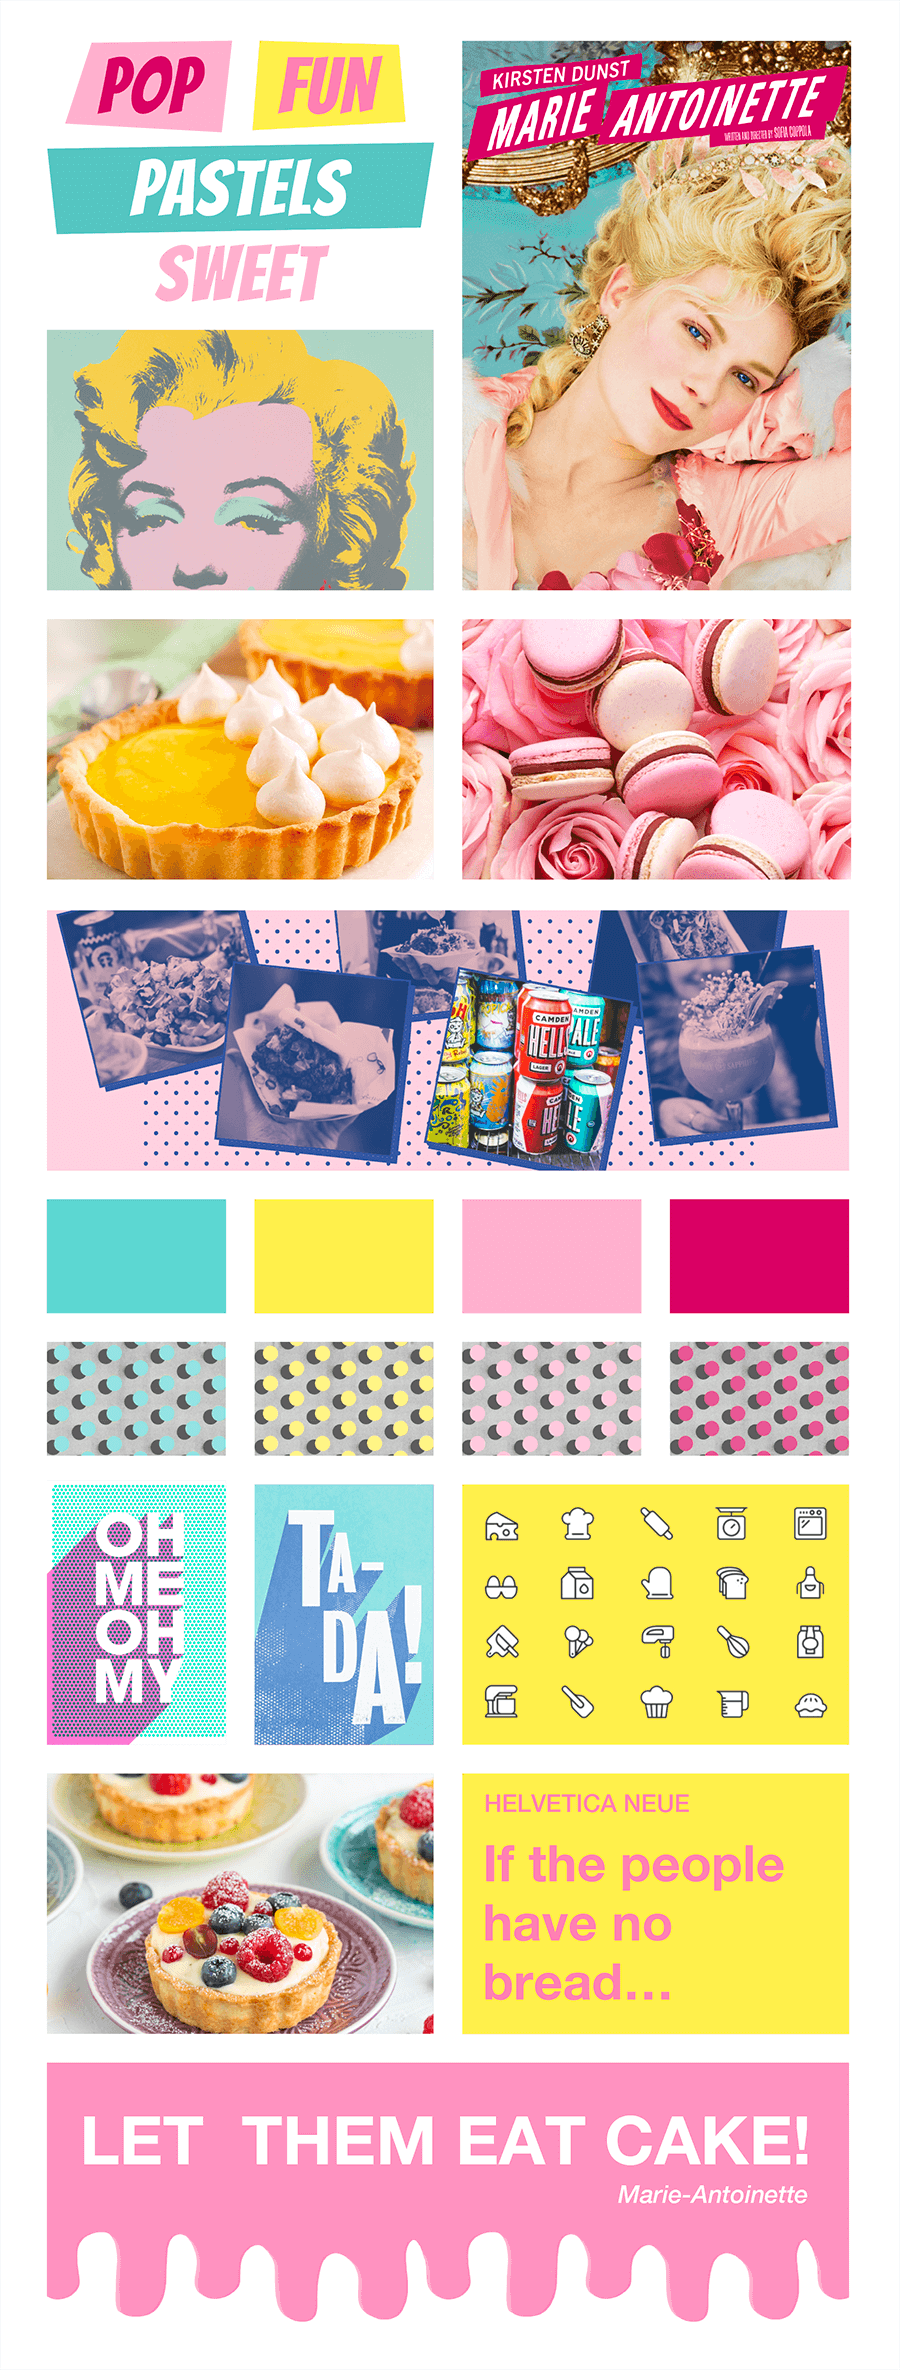 POP
FUN
PASTELS
SWEET
KIRSTEN DUNST
MARIE ANTOINETTE
WRITTEN AND DIRECTED BY SOFIA COPPOLA
CAMDEN
HELLS
LAGER
ALE
OH
ME
OH
MY
TA-
DA!
HELVETICA NEUE
If the people
have no
bread...
LET THEM EAT CAKE!
Marie-Antoinette